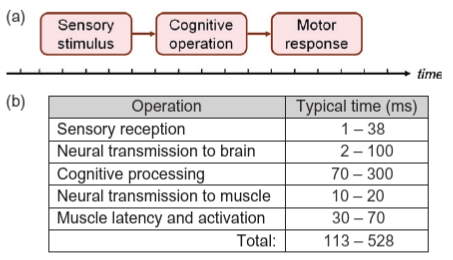 (a)
Sensory stimulus
Cognitive operation
Motor response
time
(b)
Operation Typical time (ms)
Sensory reception 1 – 38
Neural transmission to brain 2 – 100
Cognitive processing 70 – 300
Neural transmission to muscle 10 – 20
Muscle latency and activation 30 – 70
Total: 113 – 528